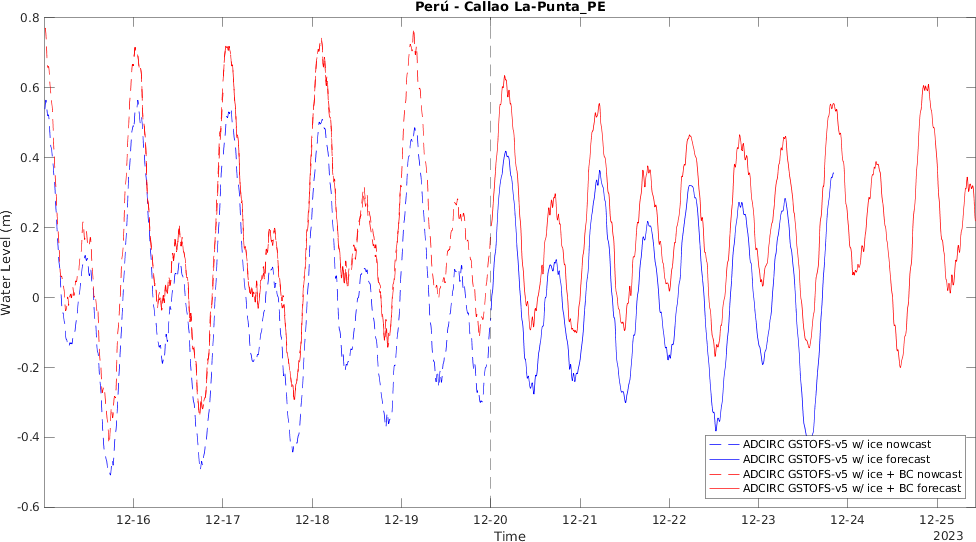 Perú - Callao La-Punta_PE
0.8
0.6
0.4
0.2
0
-0.2
-0.4
-0.6
Water Level (m)
12-16 12-17 12-18 12-19 12-20 12-21 12-22 12-23 12-24 12-25
Time
2023
ADCIRC GSTOFS-v5 w/ ice nowcast
ADCIRC GSTOFS-v5 w/ ice forecast
ADCIRC GSTOFS-v5 w/ ice + BC nowcast
ADCIRC GSTOFS-v5 w/ ice + BC forecast